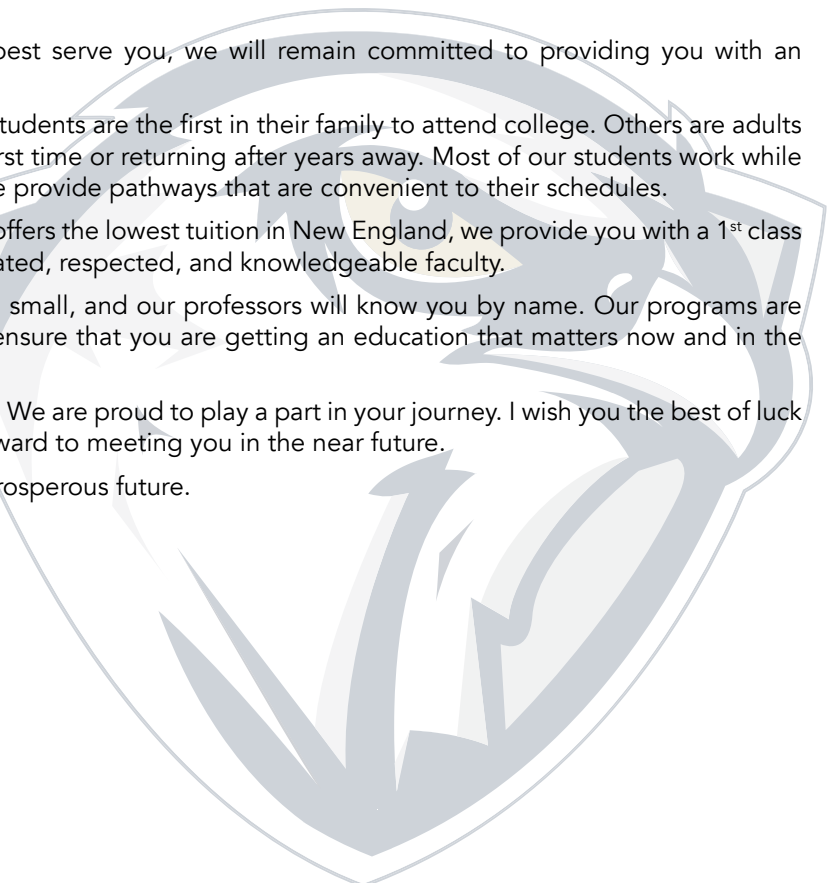 best serve you, we will remain committed to providing you with an
students are the first in their family to attend college. Others are adults
rst time or returning after years away. Most of our students work while
e provide pathways that are convenient to their schedules.
offers the lowest tuition in New England, we provide you with a 1st class
ated, respected, and knowledgeable faculty.
small, and our professors will know you by name. Our programs are
ensure that you are getting an education that matters now and in the
We are proud to play a part in your journey. I wish you the best of luck
ward to meeting you in the near future.
rosperous future.